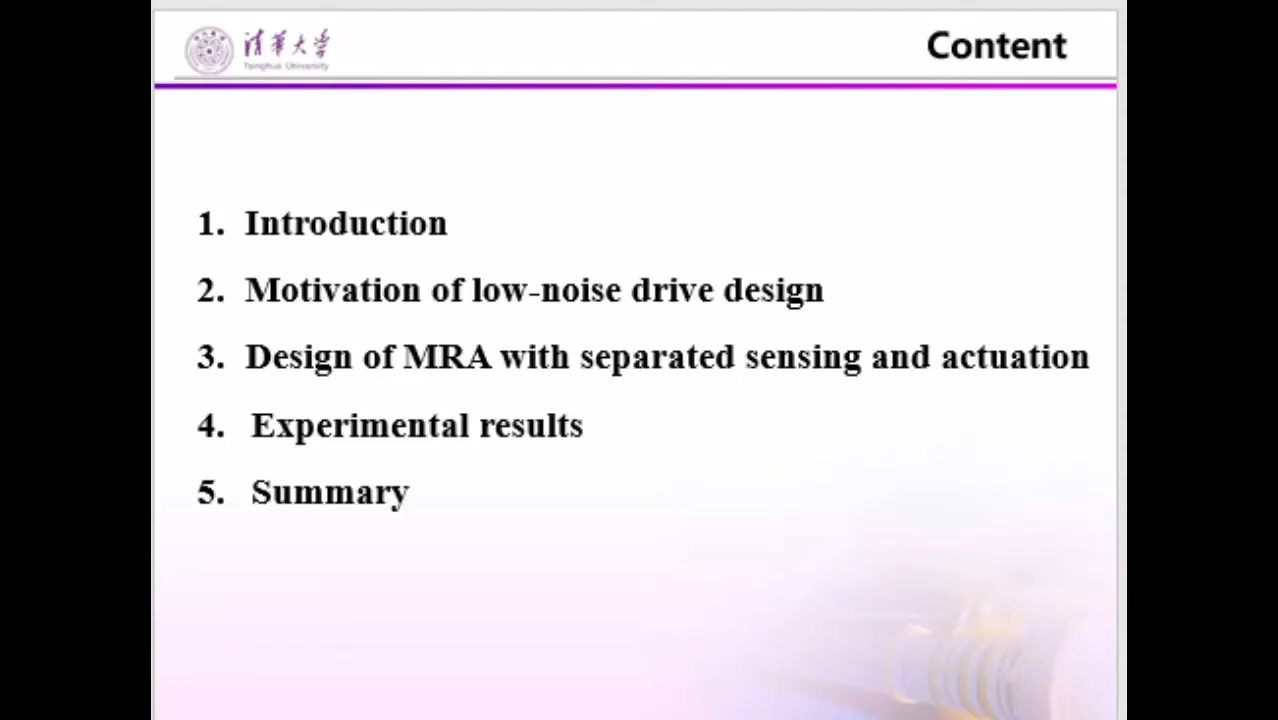 清华大学
Tsinghua University
Content
1. Introduction
2. Motivation of low-noise drive design
3. Design of MRA with separated sensing and actuation
4. Experimental results
5. Summary